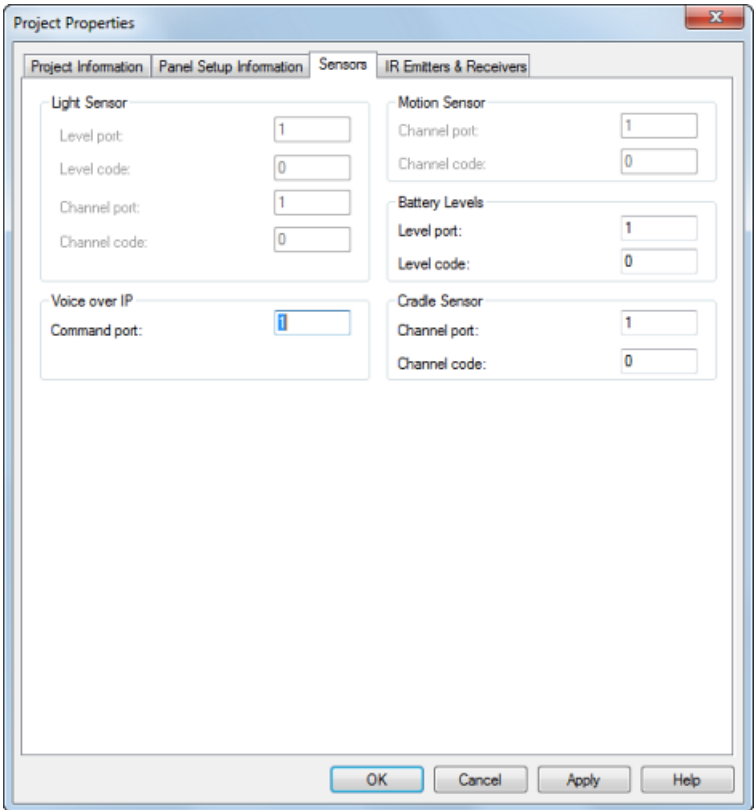 Project Properties
Project Information Panel Setup Information Sensors IR Emitters & Receivers
Light Sensor
Level port: 1
Level code: 0
Channel port: 1
Channel code: 0
Motion Sensor
Channel port: 1
Channel code: 0
Battery Levels
Level port: 1
Level code: 0
Voice over IP
Command port: 1
Cradle Sensor
Channel port: 1
Channel code: 0
OK Cancel Apply Help